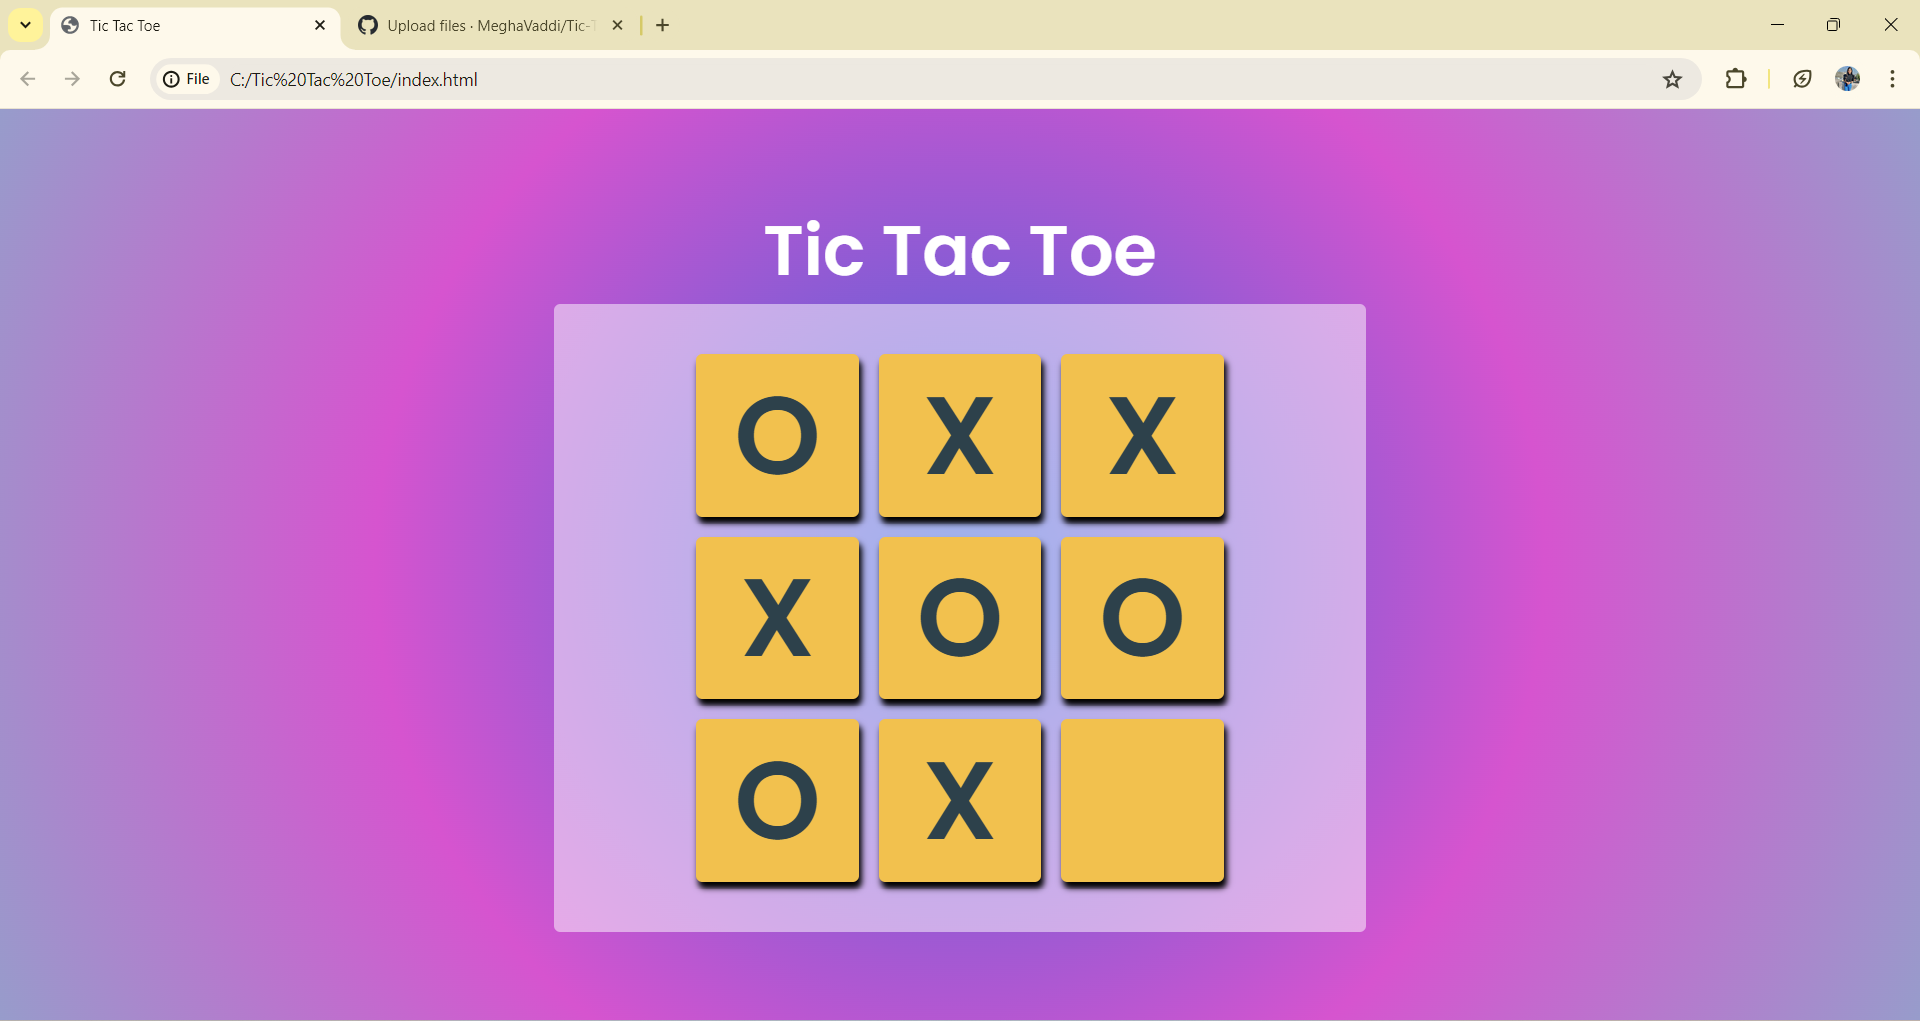 Tic Tac Toe
Upload files · MeghaVaddi/Tic-
File
C:/Tic%20Tac%20Toe/index.html
Tic Tac Toe
O X X
X O O
O X